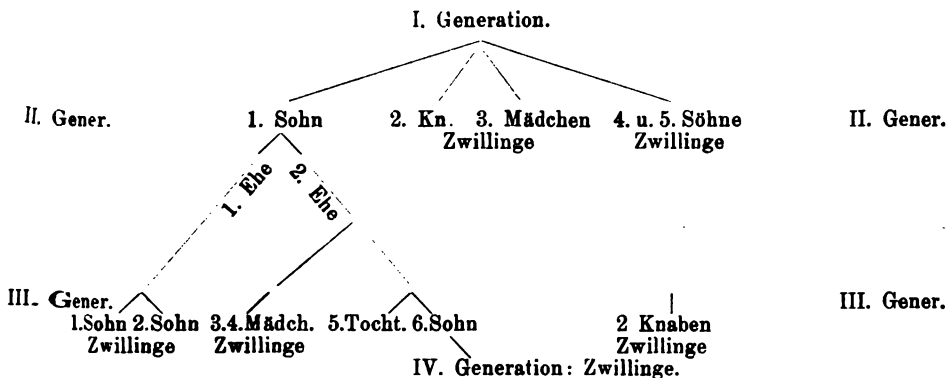 I. Generation.
II. Gener. 1. Sohn 2. Kn. 3. Mädchen 4. u. 5. Söhne II. Gener.
Zwillinge Zwillinge
1. Ehe 2. Ehe
III. Gener. III. Gener.
1.Sohn 2.Sohn 3.4.Mädch. 5.Tocht. 6.Sohn 2 Knaben
Zwillinge Zwillinge Zwillinge
IV. Generation: Zwillinge.